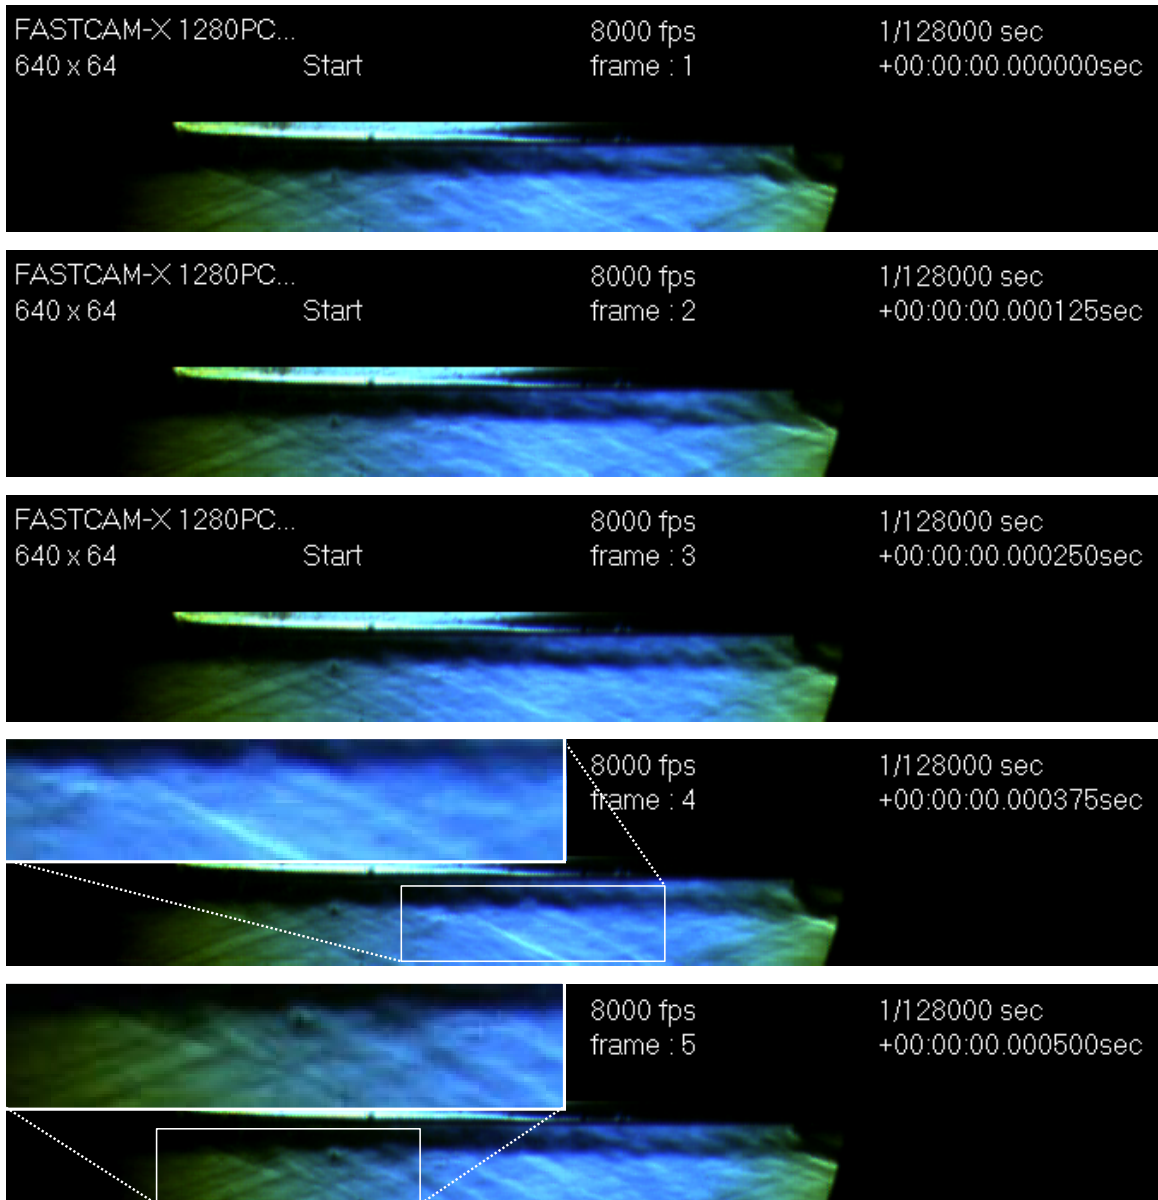 FASTCAM-X 1280PC... 8000 fps 1/128000 sec
640 x 64 Start frame : 1 +00:00:00.000000sec
FASTCAM-X 1280PC... 8000 fps 1/128000 sec
640 x 64 Start frame : 2 +00:00:00.000125sec
FASTCAM-X 1280PC... 8000 fps 1/128000 sec
640 x 64 Start frame : 3 +00:00:00.000250sec
8000 fps 1/128000 sec
frame : 4 +00:00:00.000375sec
8000 fps 1/128000 sec
frame : 5 +00:00:00.000500sec